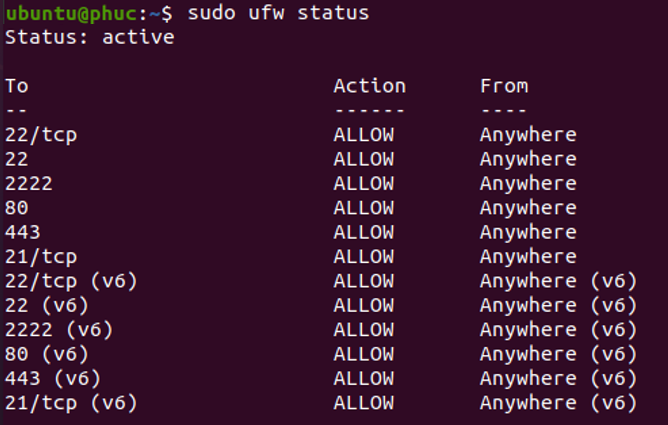 ubuntu@phuc:~$ sudo ufw status
Status: active
To Action From
-- ------ ----
22/tcp ALLOW Anywhere
22 ALLOW Anywhere
2222 ALLOW Anywhere
80 ALLOW Anywhere
443 ALLOW Anywhere
21/tcp ALLOW Anywhere
22/tcp (v6) ALLOW Anywhere (v6)
22 (v6) ALLOW Anywhere (v6)
2222 (v6) ALLOW Anywhere (v6)
80 (v6) ALLOW Anywhere (v6)
443 (v6) ALLOW Anywhere (v6)
21/tcp (v6) ALLOW Anywhere (v6)